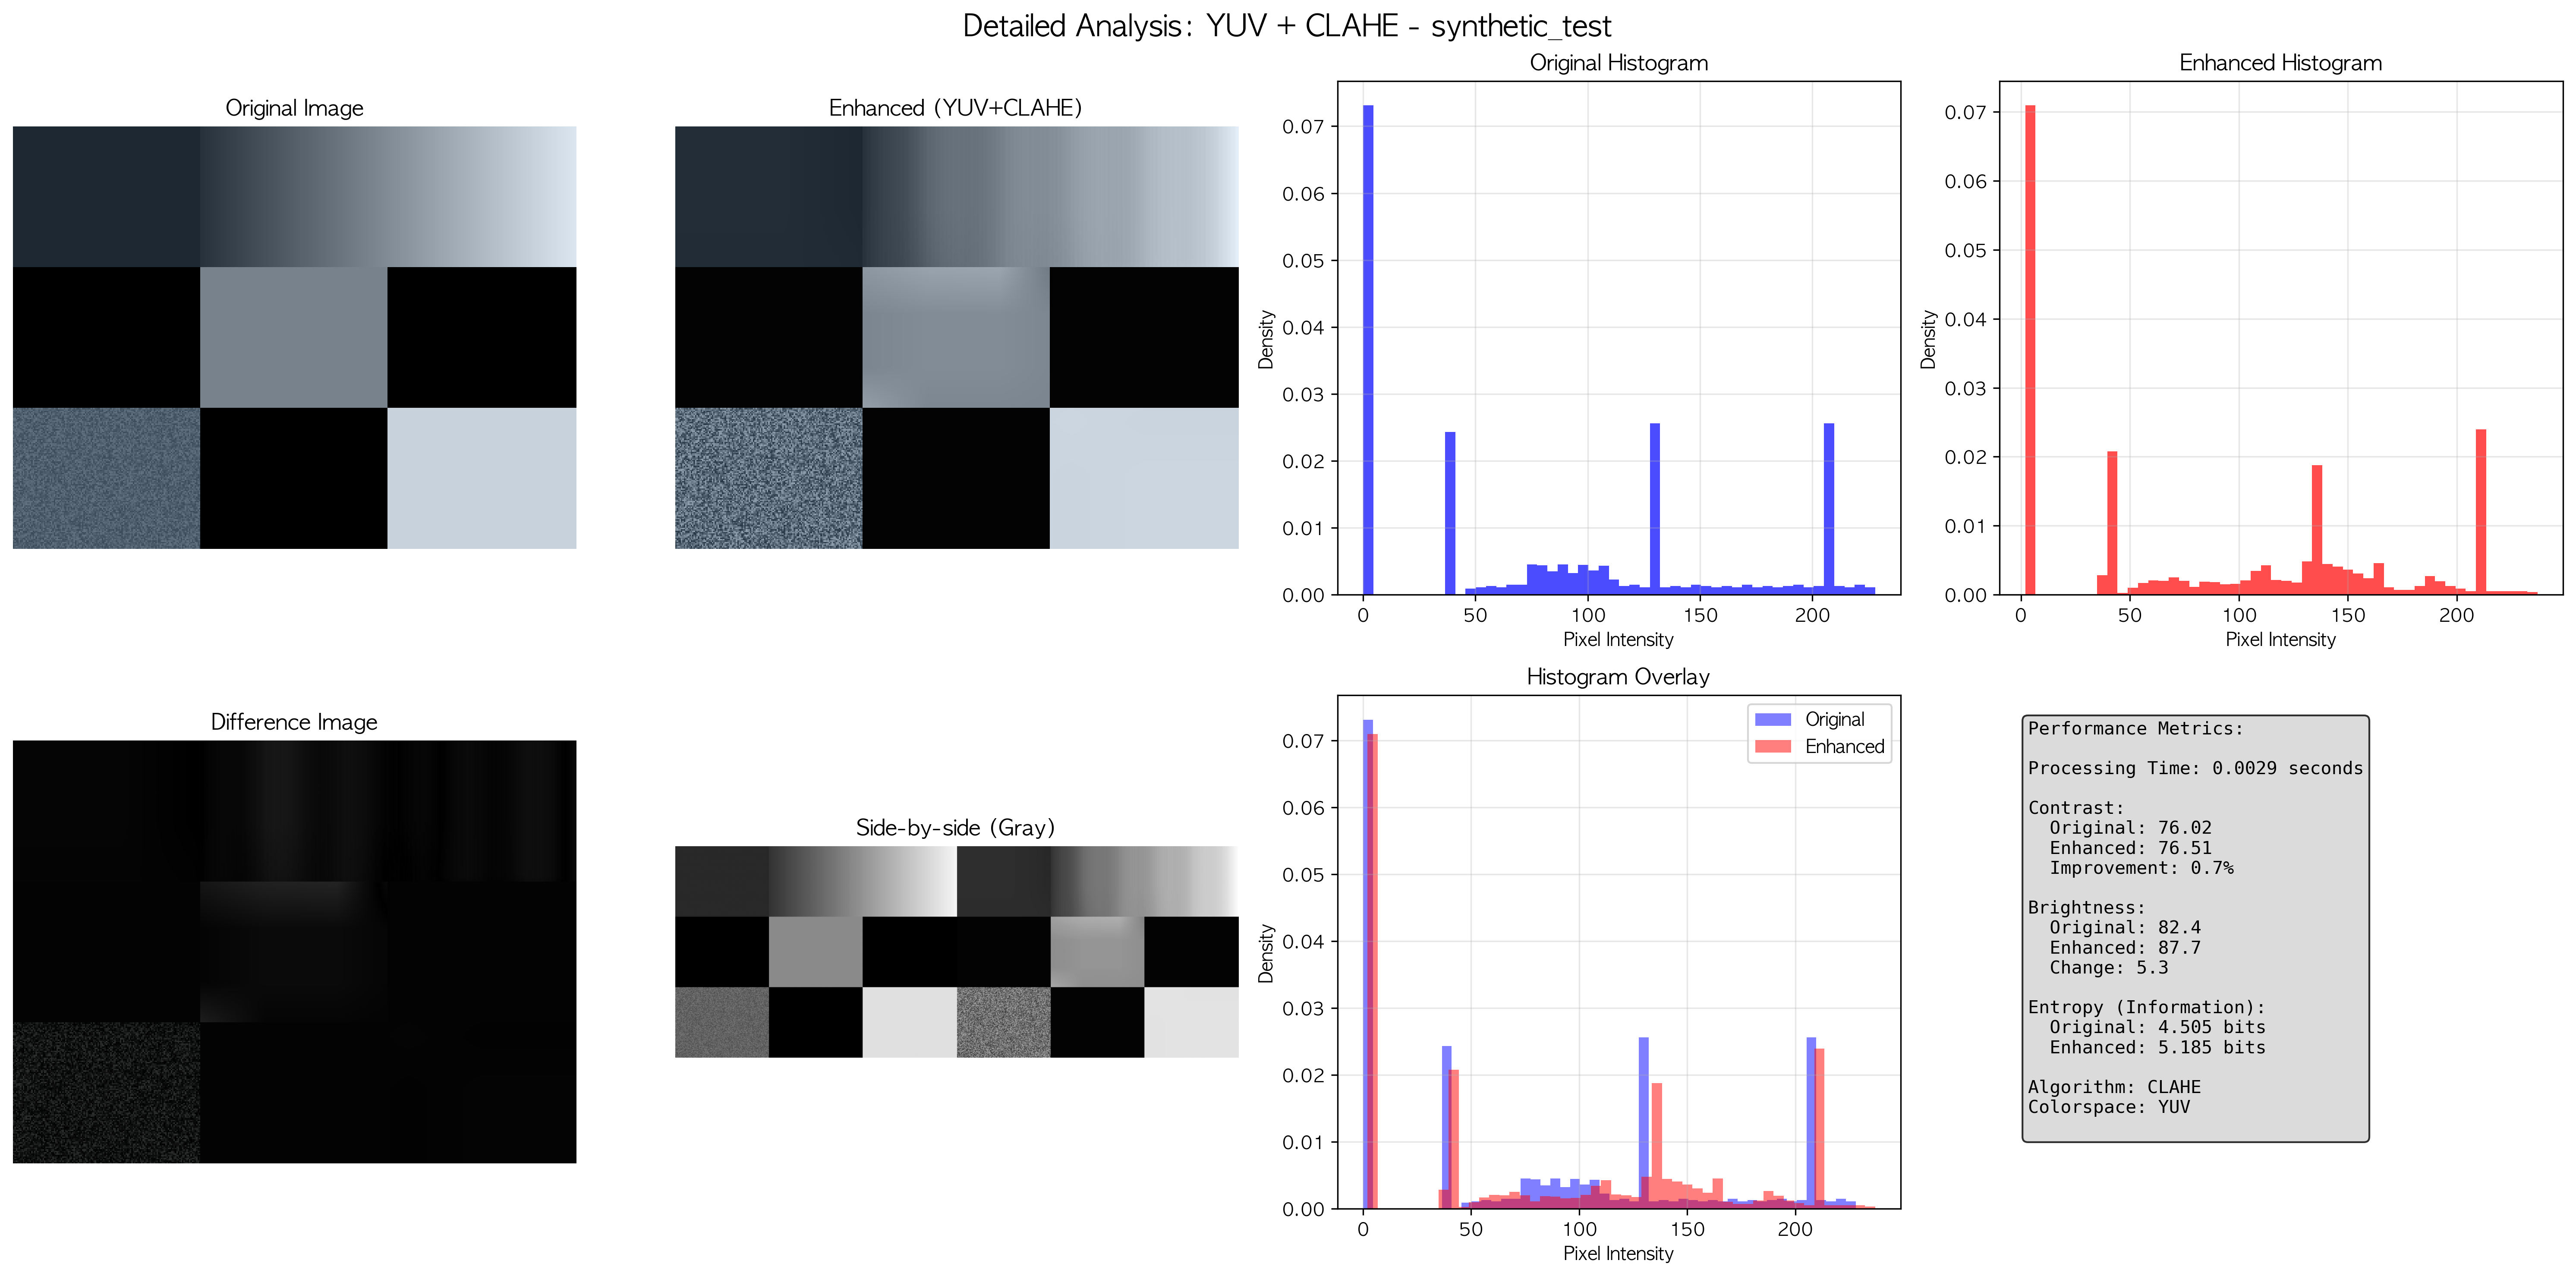 Detailed Analysis: YUV + CLAHE - synthetic_test
Original Image
Enhanced (YUV+CLAHE)
Original Histogram
Density
0.07
0.06
0.05
0.04
0.03
0.02
0.01
0.00
0 50 100 150 200
Pixel Intensity
Enhanced Histogram
Density
0.07
0.06
0.05
0.04
0.03
0.02
0.01
0.00
0 50 100 150 200
Pixel Intensity
Difference Image
Side-by-side (Gray)
Histogram Overlay
Original
Enhanced
Density
0.07
0.06
0.05
0.04
0.03
0.02
0.01
0.00
0 50 100 150 200
Pixel Intensity
Performance Metrics:
Processing Time: 0.0029 seconds
Contrast:
Original: 76.02
Enhanced: 76.51
Improvement: 0.7%
Brightness:
Original: 82.4
Enhanced: 87.7
Change: 5.3
Entropy (Information):
Original: 4.505 bits
Enhanced: 5.185 bits
Algorithm: CLAHE
Colorspace: YUV